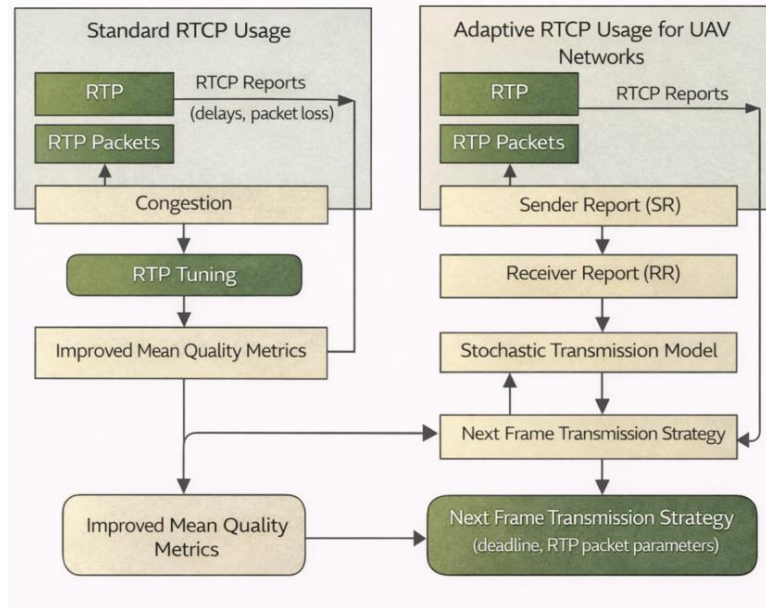 Standard RTCP Usage
RTP
RTCP Reports
(delays, packet loss)
RTP Packets
Congestion
RTP Tuning
Improved Mean Quality Metrics
Improved Mean Quality
Metrics
Adaptive RTCP Usage for UAV
Networks
RTP
RTCP Reports
RTP Packets
Sender Report (SR)
Receiver Report (RR)
Stochastic Transmission Model
Next Frame Transmission Strategy
Next Frame Transmission Strategy
(deadline, RTP packet parameters)